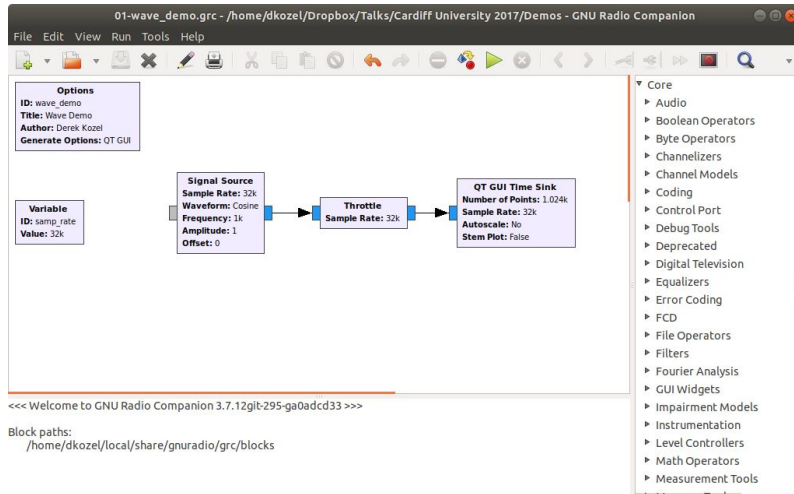 01-wave_demo.grc - /home/dkozel/Dropbox/Talks/Cardiff University 2017/Demos - GNU Radio Companion
File Edit View Run Tools Help
Options
ID: wave_demo
Title: Wave Demo
Author: Derek Kozel
Generate Options: QT GUI
Variable
ID: samp_rate
Value: 32k
Signal Source
Sample Rate: 32k
Waveform: Cosine
Frequency: 1k
Amplitude: 1
Offset: 0
Throttle
Sample Rate: 32k
QT GUI Time Sink
Number of Points: 1.024k
Sample Rate: 32k
Autoscale: No
Stem Plot: False
Core
Audio
Boolean Operators
Byte Operators
Channelizers
Channel Models
Coding
Control Port
Debug Tools
Deprecated
Digital Television
Equalizers
Error Coding
FCD
File Operators
Filters
Fourier Analysis
GUI Widgets
Impairment Models
Instrumentation
Level Controllers
Math Operators
Measurement Tools
<<< Welcome to GNU Radio Companion 3.7.12git-295-ga0adcd33 >>>
Block paths:
/home/dkozel/local/share/gnuradio/grc/blocks